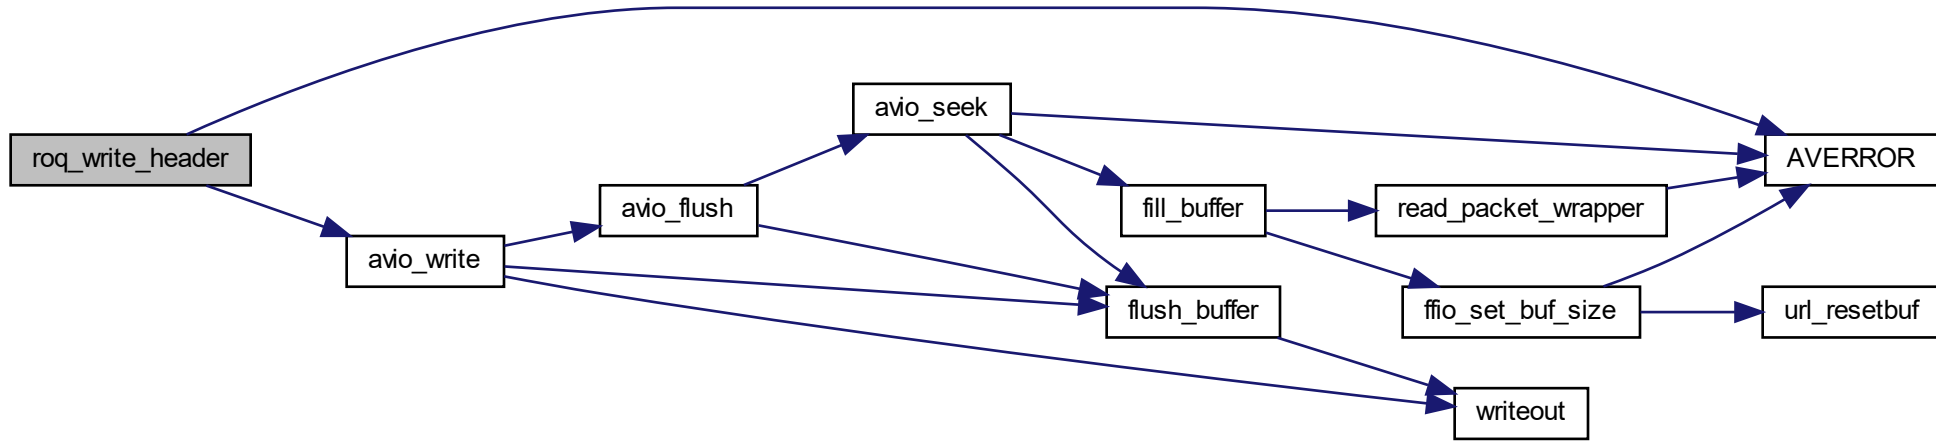 roq_write_header
avio_write
avio_flush
avio_seek
fill_buffer
flush_buffer
read_packet_wrapper
ffio_set_buf_size
writeout
AVERROR
url_resetbuf